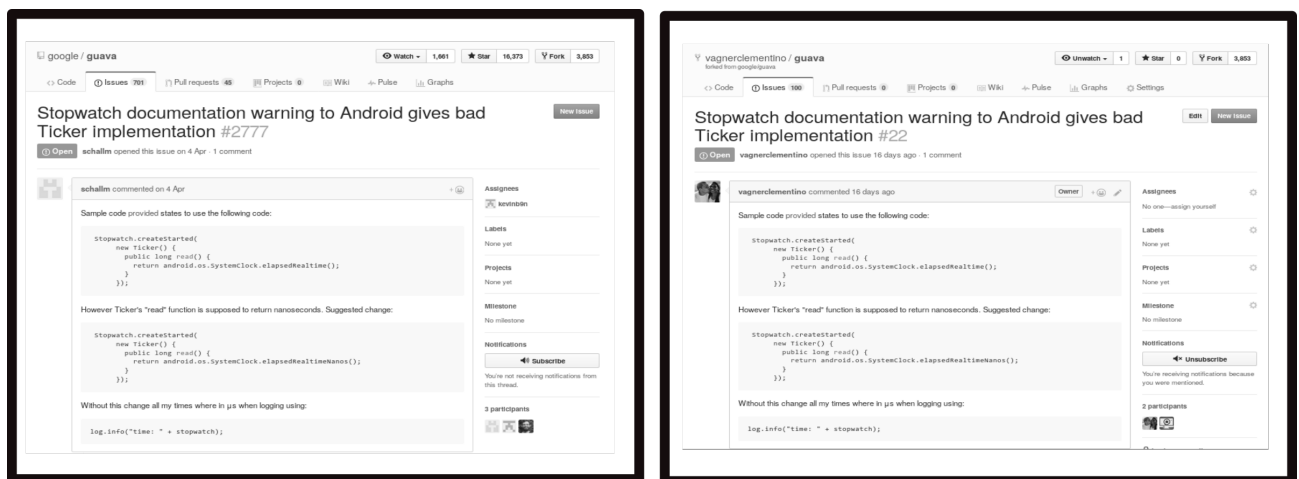 google / guava
Watch 1,661 Star 16,373 Fork 3,853
Code Issues 701 Pull requests 45 Projects 0 Wiki Pulse Graphs
Stopwatch documentation warning to Android gives bad
Ticker implementation #2777
New issue
Open schallm opened this issue on 4 Apr · 1 comment
schallm commented on 4 Apr
Sample code provided states to use the following code:
Stopwatch.createStarted(
new Ticker() {
public long read() {
return android.os.SystemClock.elapsedRealtime();
}
});
However Ticker's "read" function is supposed to return nanoseconds. Suggested change:
Stopwatch.createStarted(
new Ticker() {
public long read() {
return android.os.SystemClock.elapsedRealtimeNanos();
}
});
Without this change all my times where in µs when logging using:
log.info("time: " + stopwatch);
Assignees
kevinb9n
Labels
None yet
Projects
None yet
Milestone
No milestone
Notifications
Subscribe
You're not receiving notifications from
this thread.
3 participants
vagnerclementino / guava
forked from google/guava
Unwatch 1 Star 0 Fork 3,853
Code Issues 100 Pull requests 0 Projects 0 Wiki Pulse Graphs Settings
Stopwatch documentation warning to Android gives bad
Ticker implementation #22
Edit New issue
Open vagnerclementino opened this issue 16 days ago · 1 comment
vagnerclementino commented 16 days ago Owner
Sample code provided states to use the following code:
Stopwatch.createStarted(
new Ticker() {
public long read() {
return android.os.SystemClock.elapsedRealtime();
}
});
However Ticker's "read" function is supposed to return nanoseconds. Suggested change:
Stopwatch.createStarted(
new Ticker() {
public long read() {
return android.os.SystemClock.elapsedRealtimeNanos();
}
});
Without this change all my times where in µs when logging using:
log.info("time: " + stopwatch);
Assignees
No one—assign yourself
Labels
None yet
Projects
None yet
Milestone
No milestone
Notifications
Unsubscribe
You're receiving notifications because
you were mentioned.
2 participants